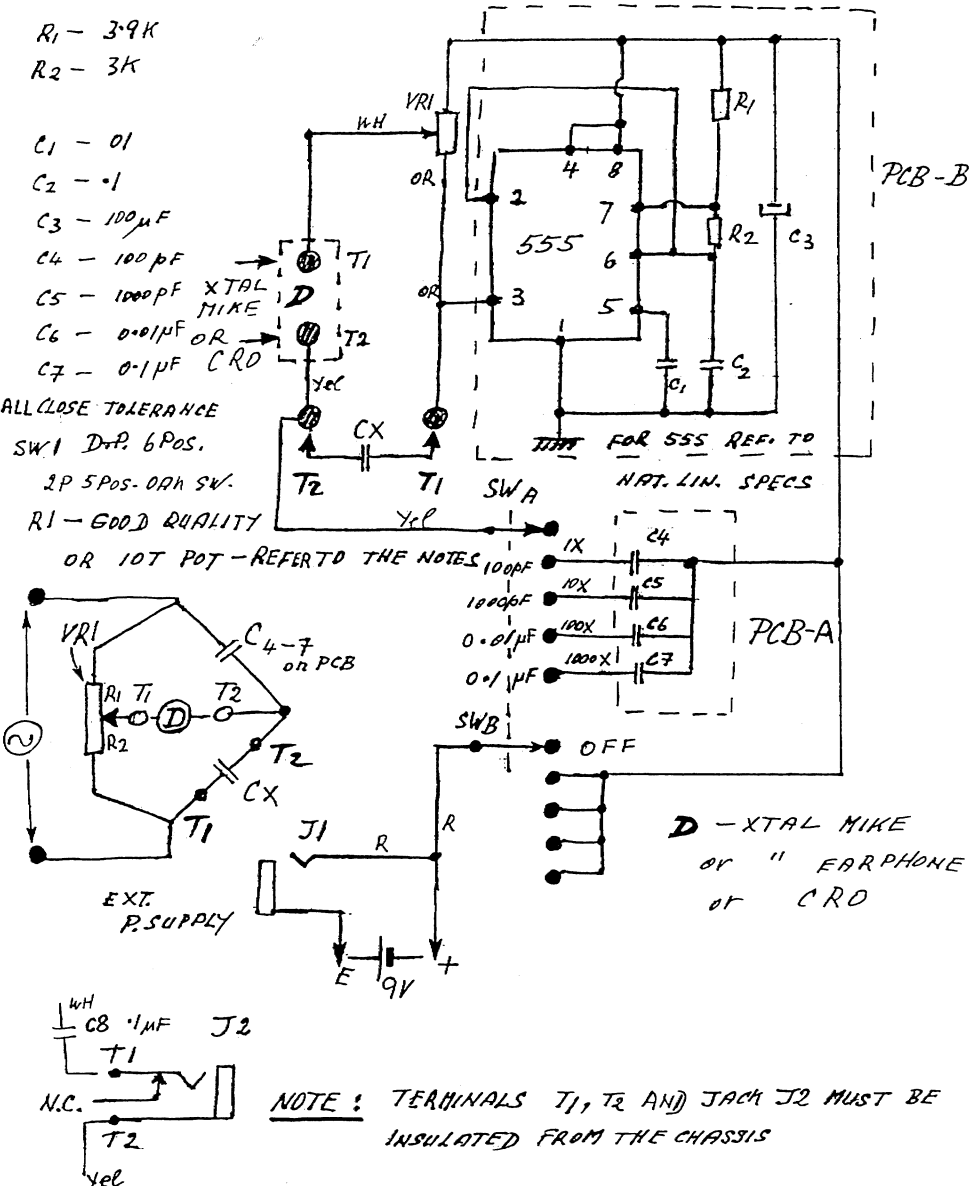 R1 - 3.9K
R2 - 3K
C1 - 01
C2 - .1
C3 - 100µF
C4 - 100pF
C5 - 1000PF
C6 - 0.01µF
C7 - 0.1µF
ALL CLOSE TOLERANCE
SW1 D.P. 6Pos.
2P 5Pos. SW.
R1 - GOOD QUALITY
OR 10T POT - REFER TO THE NOTES
XTAL
MIKE
OR
CRO
T1
D
T2
WH
VR1
OR
OR
Yel
CX
T2
T1
Yel
PCB-B
R1
R2
C3
C1
C2
555
4
8
2
7
6
3
5
FOR 555 REF. TO
NAT. LIN. SPECS
SWA
100pF 1X C4
1000pF 10X C5
0.01µF 100X C6
0.1µF 1000X C7
PCB-A
SWB
OFF
VR1
C4-7
on PCB
R1
T1
D
T2
R2
T2
CX
T1
J1
R
R
EXT.
P. SUPPLY
E
9V
+
D - XTAL MIKE
or " EARPHONE
or CRO
WH
C8 .1µF
J2
T1
N.C.
T2
Yel
NOTE: TERMINALS T1, T2 AND JACK J2 MUST BE
INSULATED FROM THE CHASSIS